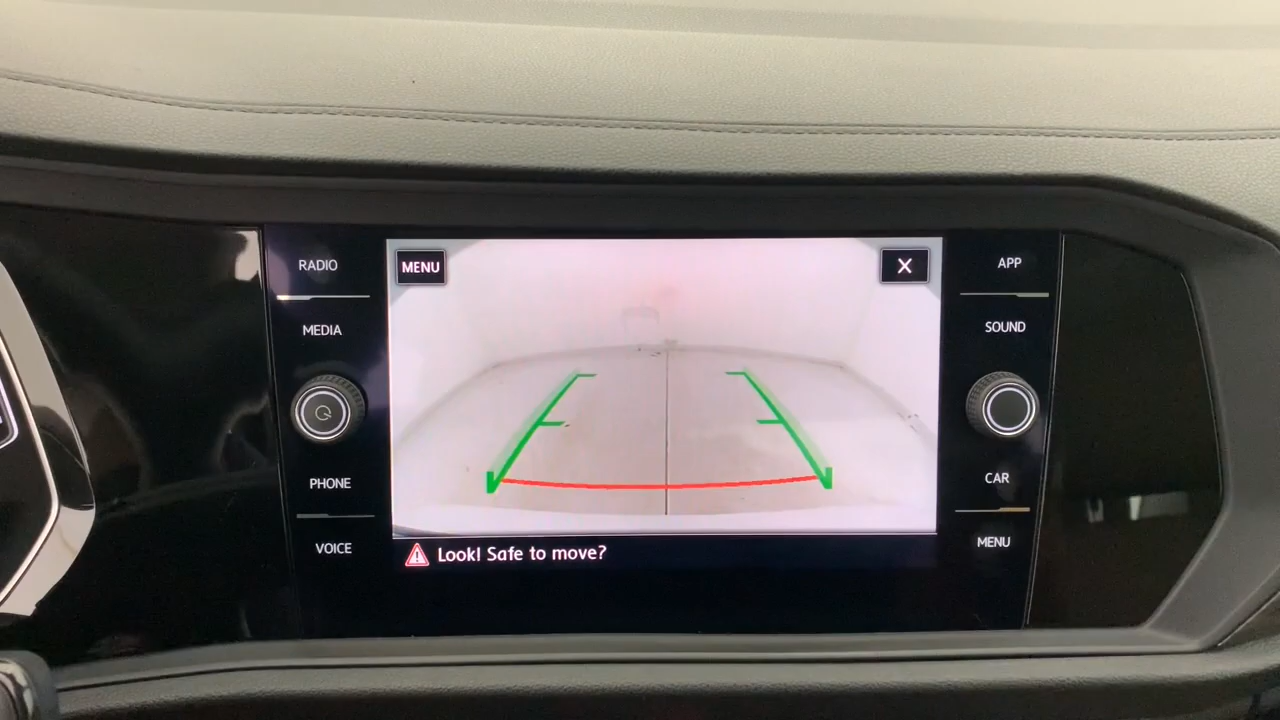 RADIO
MEDIA
PHONE
VOICE
MENU
X
Look! Safe to move?
APP
SOUND
CAR
MENU